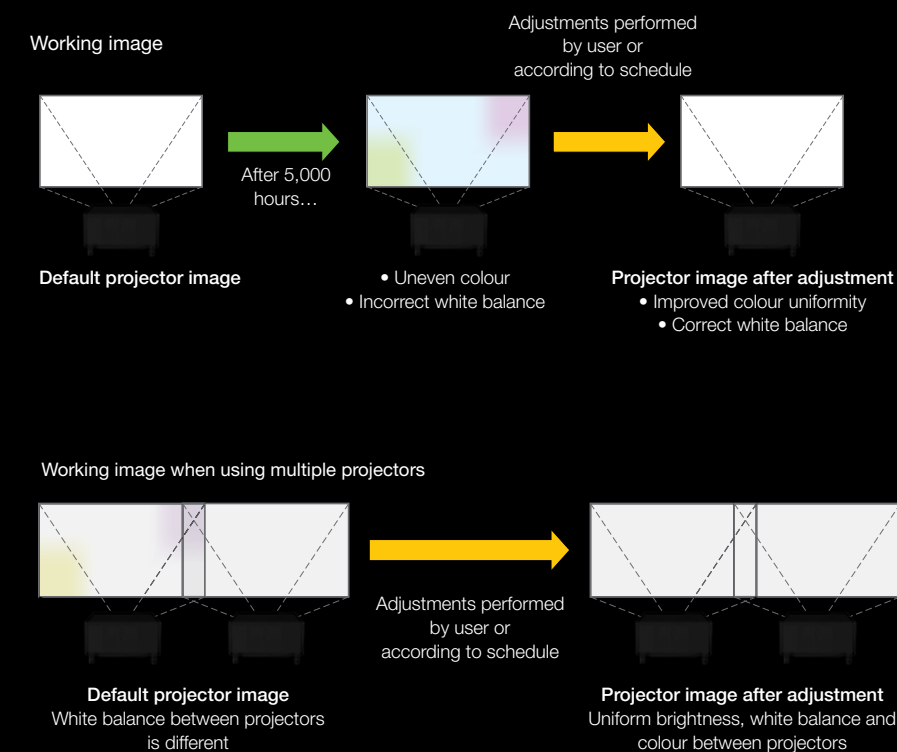 Working image
Adjustments performed
by user or
according to schedule
After 5,000
hours…
Default projector image
• Uneven colour
• Incorrect white balance
Projector image after adjustment
• Improved colour uniformity
• Correct white balance
Working image when using multiple projectors
Adjustments performed
by user or
according to schedule
Default projector image
White balance between projectors
is different
Projector image after adjustment
Uniform brightness, white balance and
colour between projectors